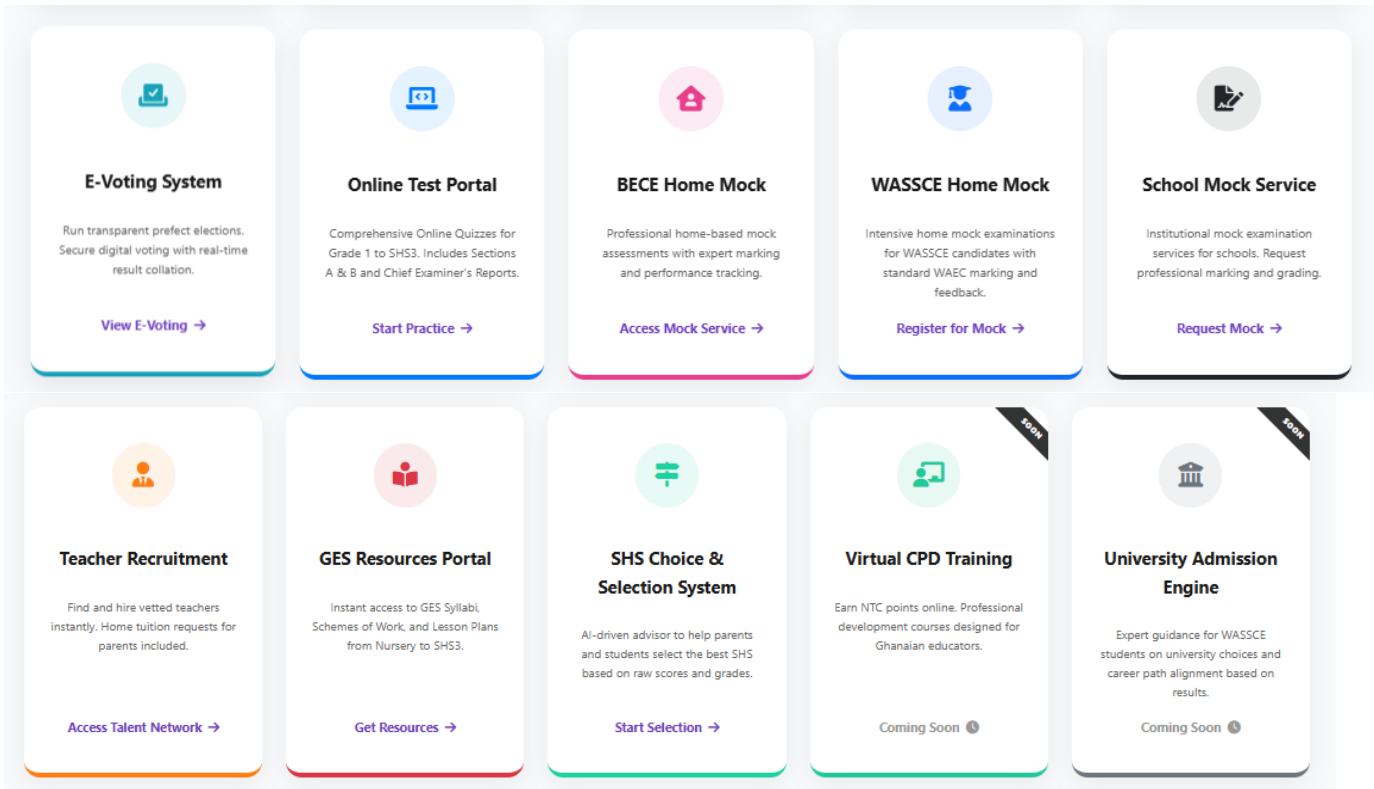 E-Voting System
Run transparent prefect elections.
Secure digital voting with real-time
result collation.
View E-Voting →
Online Test Portal
Comprehensive Online Quizzes for
Grade 1 to SHS3. Includes Sections
A & B and Chief Examiner's Reports.
Start Practice →
BECE Home Mock
Professional home-based mock
assessments with expert marking
and performance tracking.
Access Mock Service →
WASSCE Home Mock
Intensive home mock examinations
for WASSCE candidates with
standard WAEC marking and
feedback.
Register for Mock →
School Mock Service
Institutional mock examination
services for schools. Request
professional marking and grading.
Request Mock →
Teacher Recruitment
Find and hire vetted teachers
instantly. Home tuition requests for
parents included.
Access Talent Network →
GES Resources Portal
Instant access to GES Syllabi,
Schemes of Work, and Lesson Plans
from Nursery to SHS3.
Get Resources →
SHS Choice &
Selection System
AI-driven advisor to help parents
and students select the best SHS
based on raw scores and grades.
Start Selection →
SOON
Virtual CPD Training
Earn NTC points online. Professional
development courses designed for
Ghanaian educators.
Coming Soon
SOON
University Admission
Engine
Expert guidance for WASSCE
students on university choices and
career path alignment based on
results.
Coming Soon